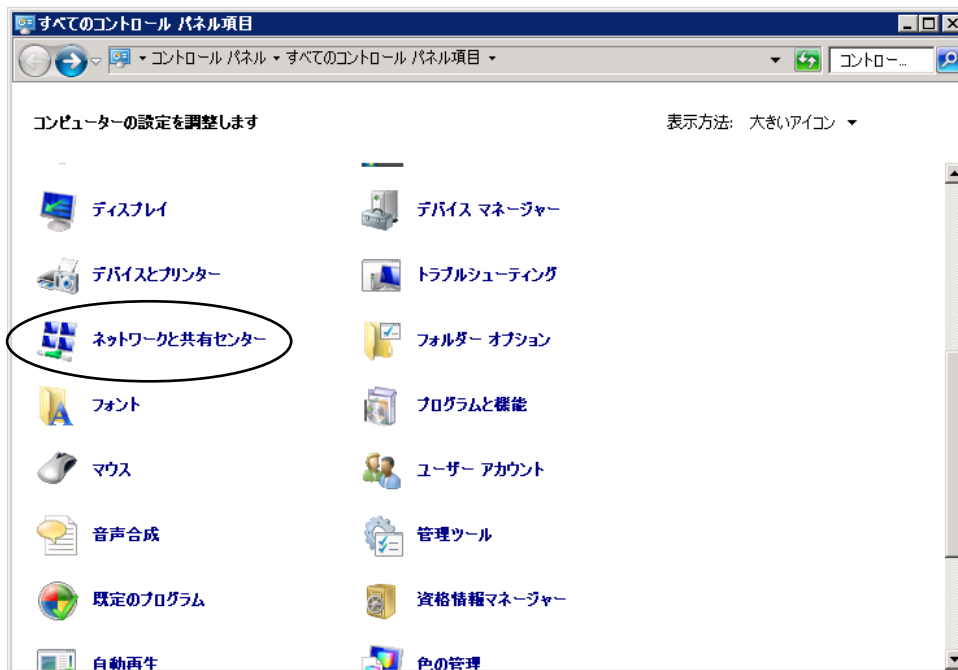 すべてのコントロール パネル項目
コントロール パネル すべてのコントロール パネル項目 コントロー...
コンピューターの設定を調整します 表示方法: 大きいアイコン
ディスプレイ デバイス マネージャー
デバイスとプリンター トラブルシューティング
ネットワークと共有センター フォルダー オプション
フォント プログラムと機能
マウス ユーザー アカウント
音声合成 管理ツール
既定のプログラム 資格情報マネージャー
自動再生 色の管理